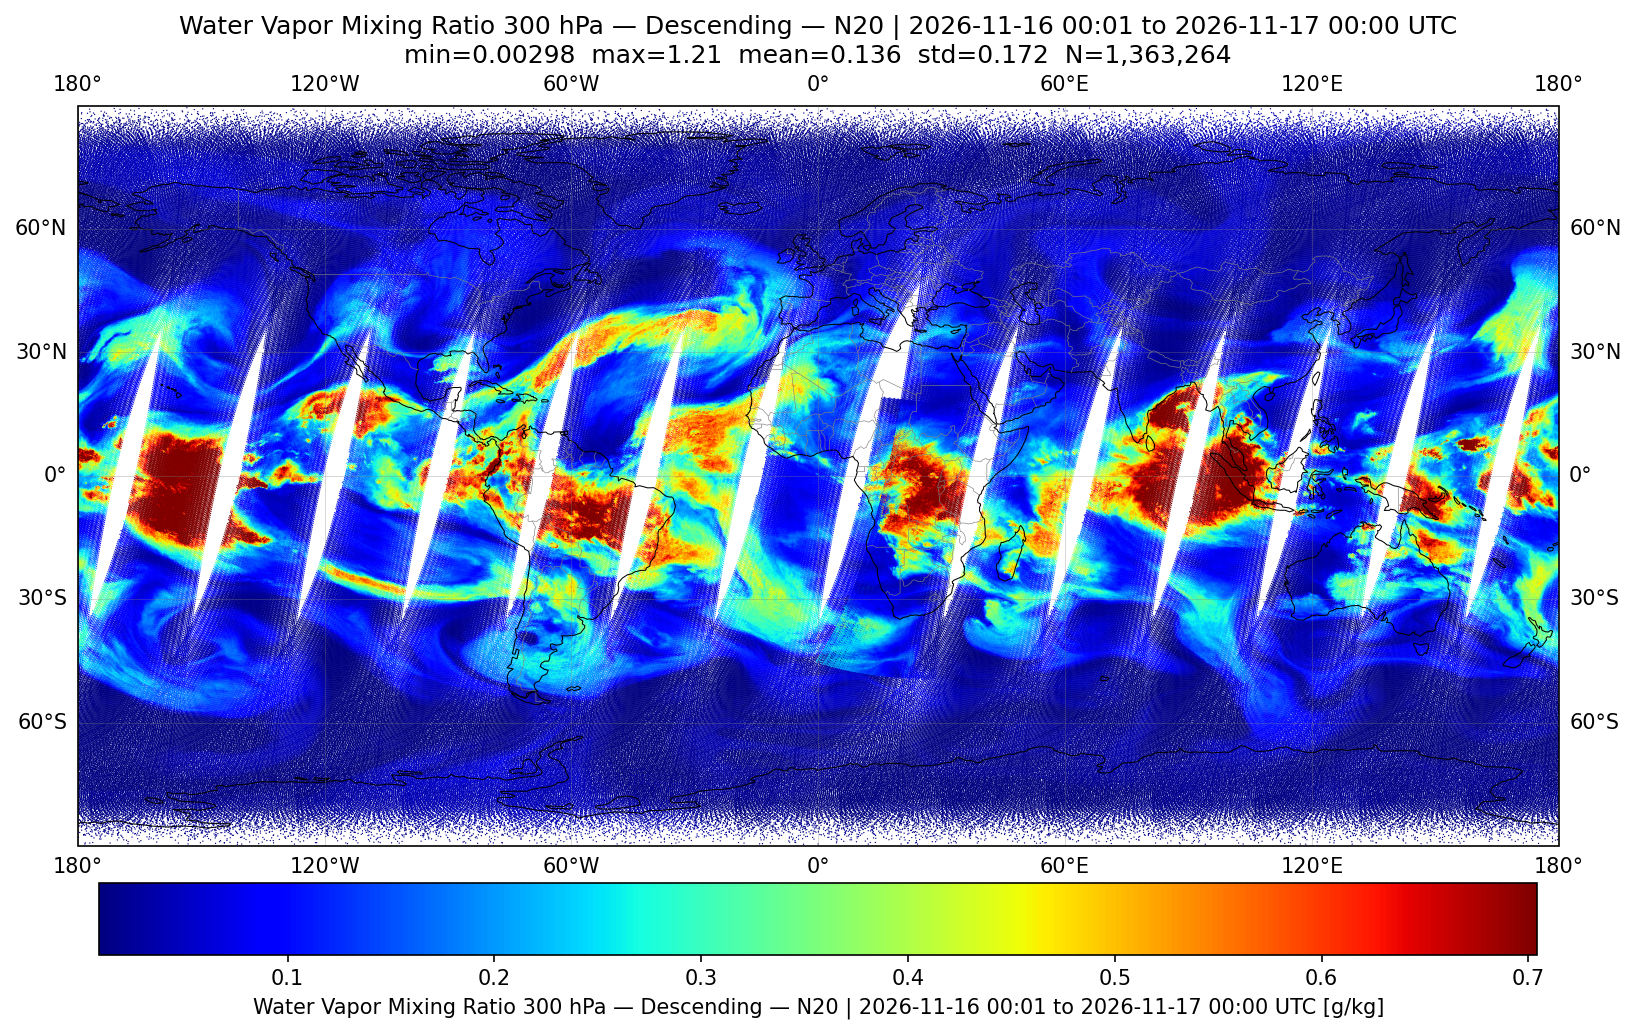 Water Vapor Mixing Ratio 300 hPa — Descending — N20 | 2026-11-16 00:01 to 2026-11-17 00:00 UTC
min=0.00298 max=1.21 mean=0.136 std=0.172 N=1,363,264
180° 120°W 60°W 0° 60°E 120°E 180°
60°N 60°N
30°N 30°N
0° 0°
30°S 30°S
60°S 60°S
180° 120°W 60°W 0° 60°E 120°E 180°
0.1 0.2 0.3 0.4 0.5 0.6 0.7
Water Vapor Mixing Ratio 300 hPa — Descending — N20 | 2026-11-16 00:01 to 2026-11-17 00:00 UTC [g/kg]